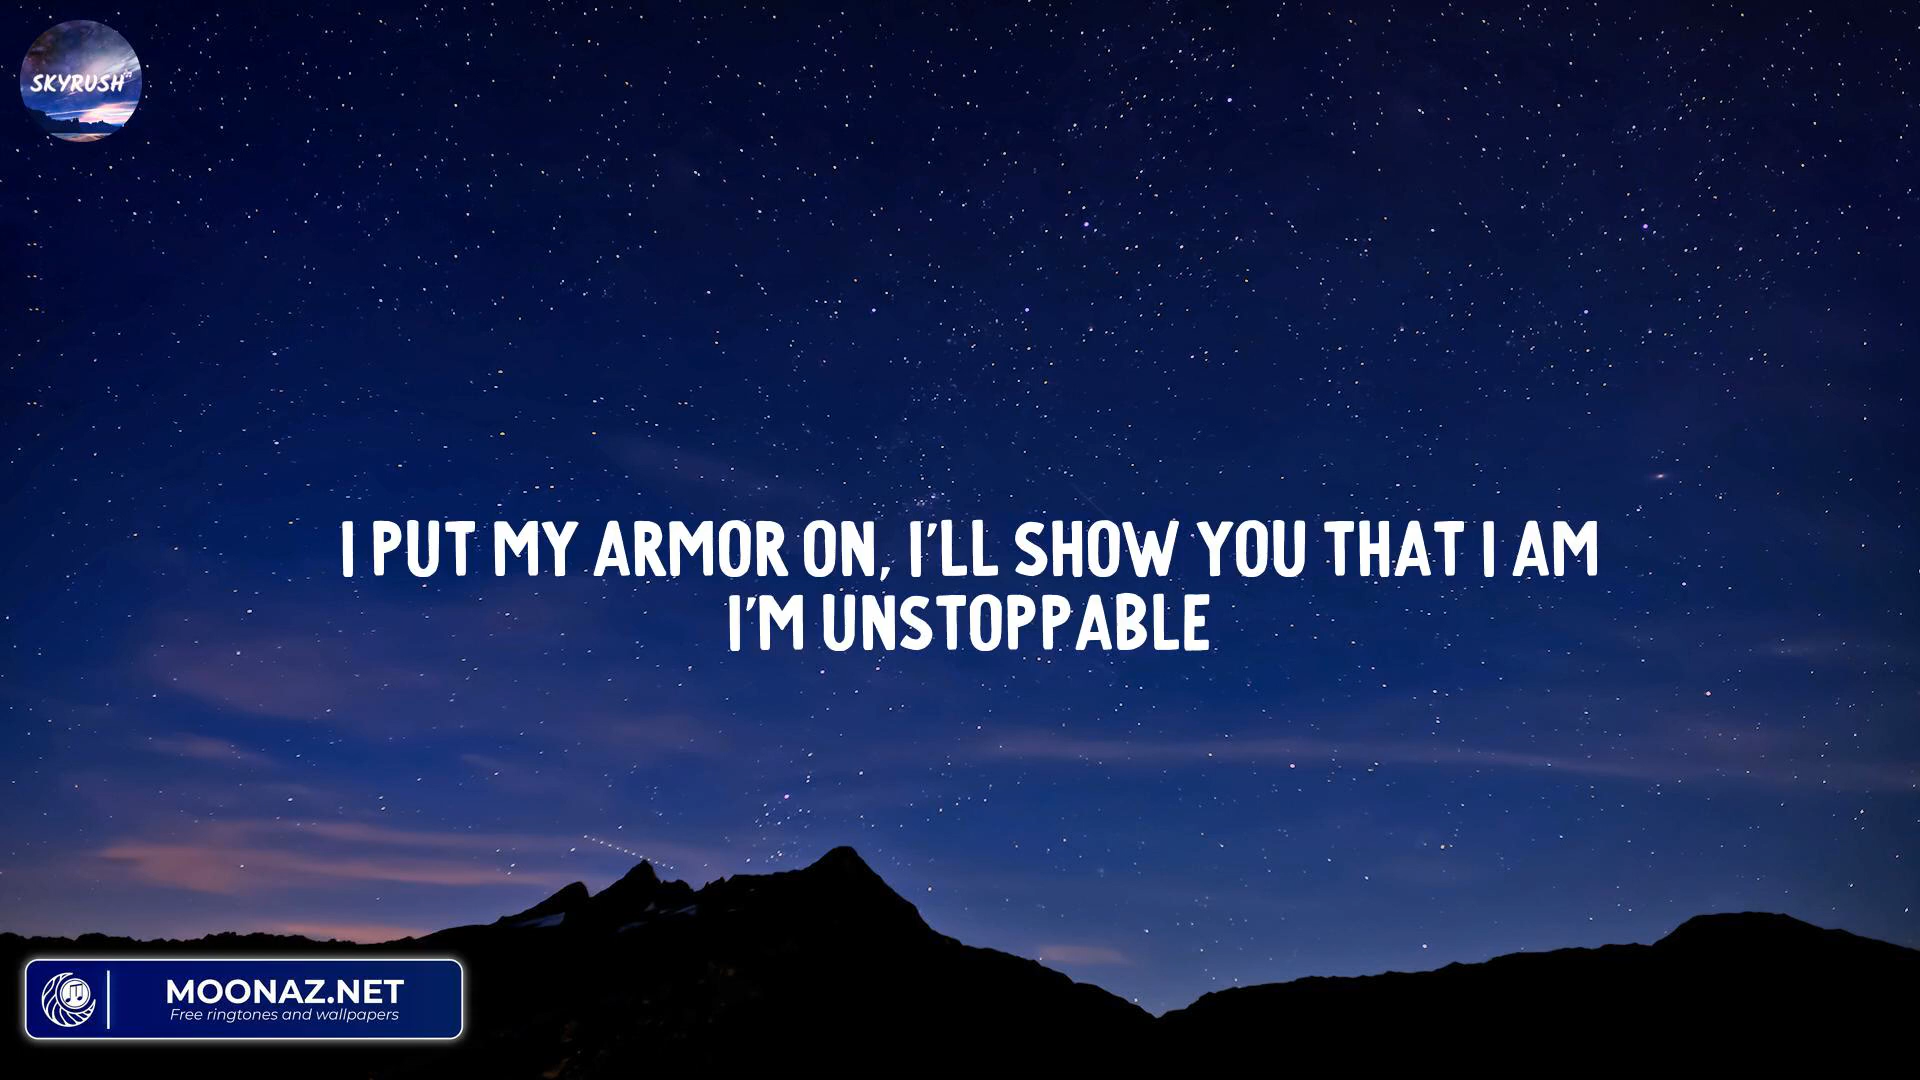 SKYRUSH
I PUT MY ARMOR ON, I'LL SHOW YOU THAT I AM
I'M UNSTOPPABLE
MOONAZ.NET
Free ringtones and wallpapers